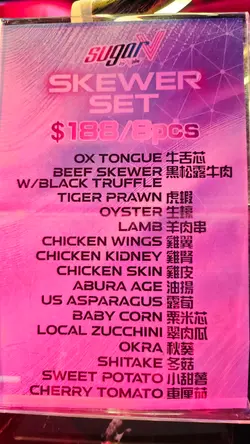 sugar V
SKEWER
SET
$188/8pcs
OX TONGUE 牛舌芯
BEEF SKEWER 黑松露牛肉
W/BLACK TRUFFLE
TIGER PRAWN 虎蝦
OYSTER 生蠔
LAMB 羊肉串
CHICKEN WINGS 雞翼
CHICKEN KIDNEY 雞腎
CHICKEN SKIN 雞皮
ABURA AGE 油揚
US ASPARAGUS 露荀
BABY CORN 粟米芯
LOCAL ZUCCHINI 翠肉瓜
OKRA 秋葵
SHITAKE 冬菇
SWEET POTATO 小甜薯
CHERRY TOMATO 車厘茄